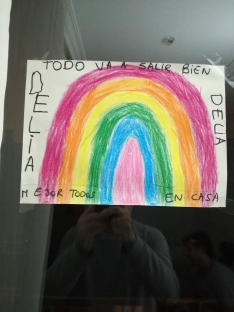 TODO VA A SALIR BIEN
DELIA
DELIA
MEJOR TODOS EN CASA